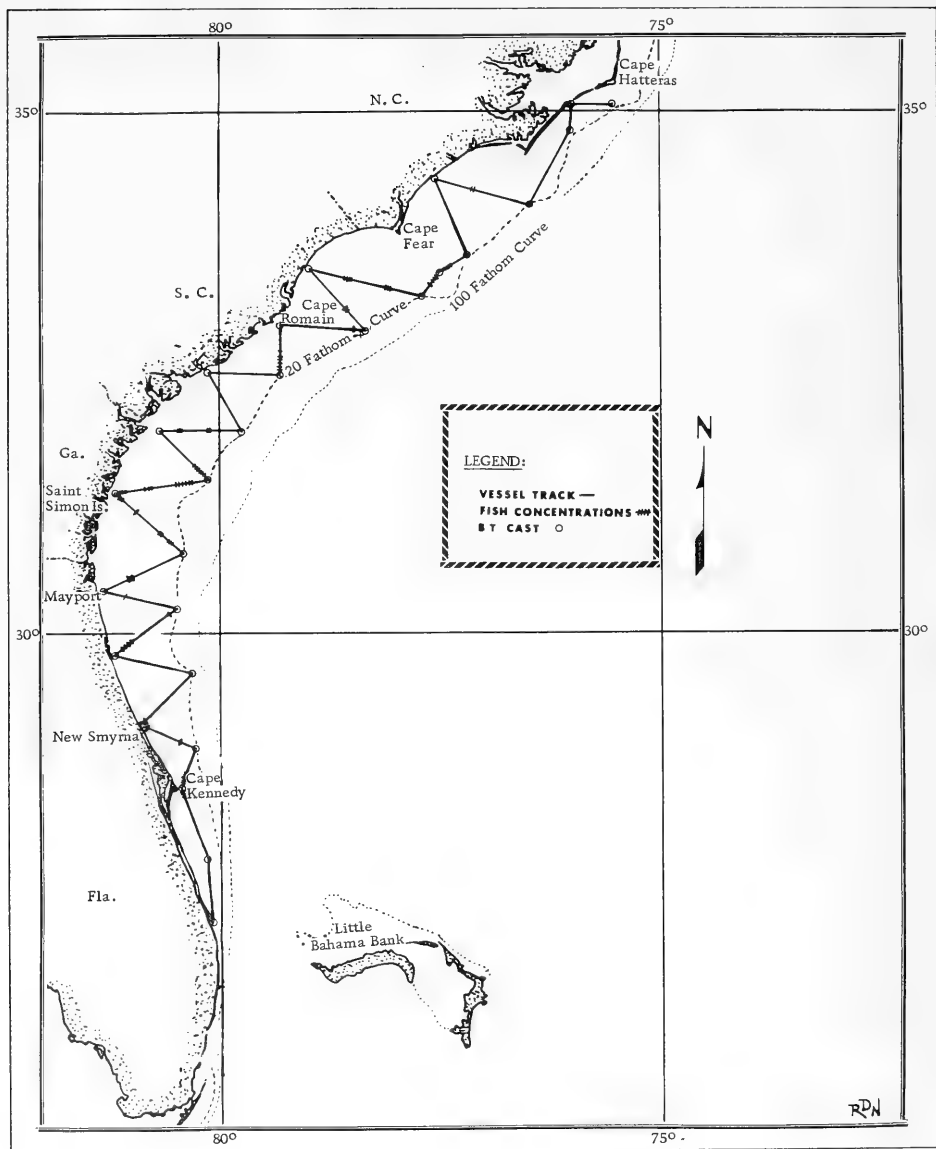 80° 75°
Cape
Hatteras
N. C.
35° 35°
Cape
Fear
100 Fathom Curve
S. C.
Cape
Romain
20 Fathom Curve
Ga.
Saint
Simon Is.
LEGEND:
VESSEL TRACK
FISH CONCENTRATIONS
BT CAST
N
Mayport
30° 30°
New Smyrna
Cape
Kennedy
Fla.
Little
Bahama Bank
RDN
80° 75°